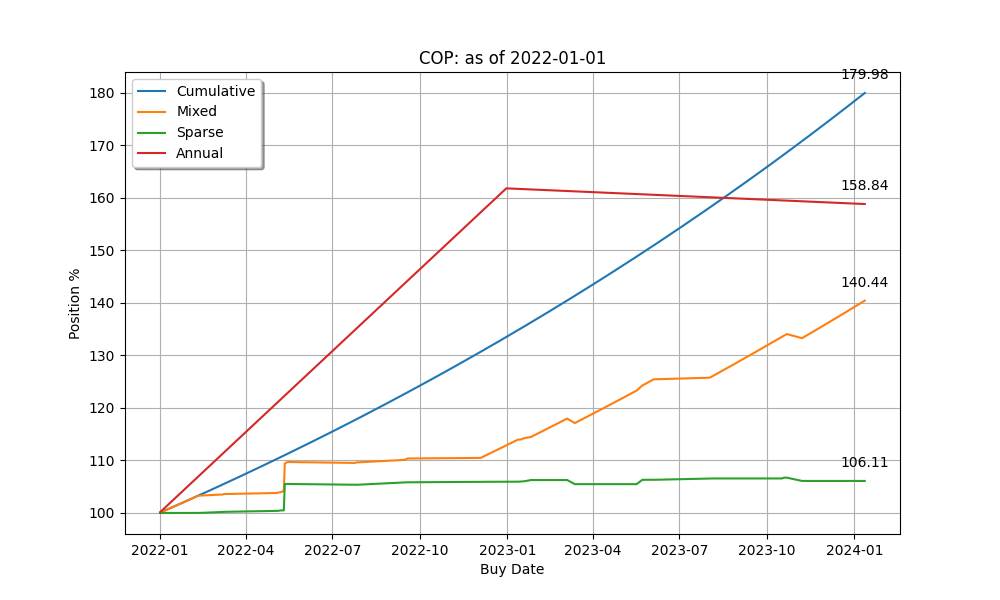 COP: as of 2022-01-01
179.98
180
Cumulative
Mixed
Sparse
Annual
170
160
158.84
150
140.44
140
130
120
110
106.11
100
Position %
2022-01 2022-04 2022-07 2022-10 2023-01 2023-04 2023-07 2023-10 2024-01
Buy Date